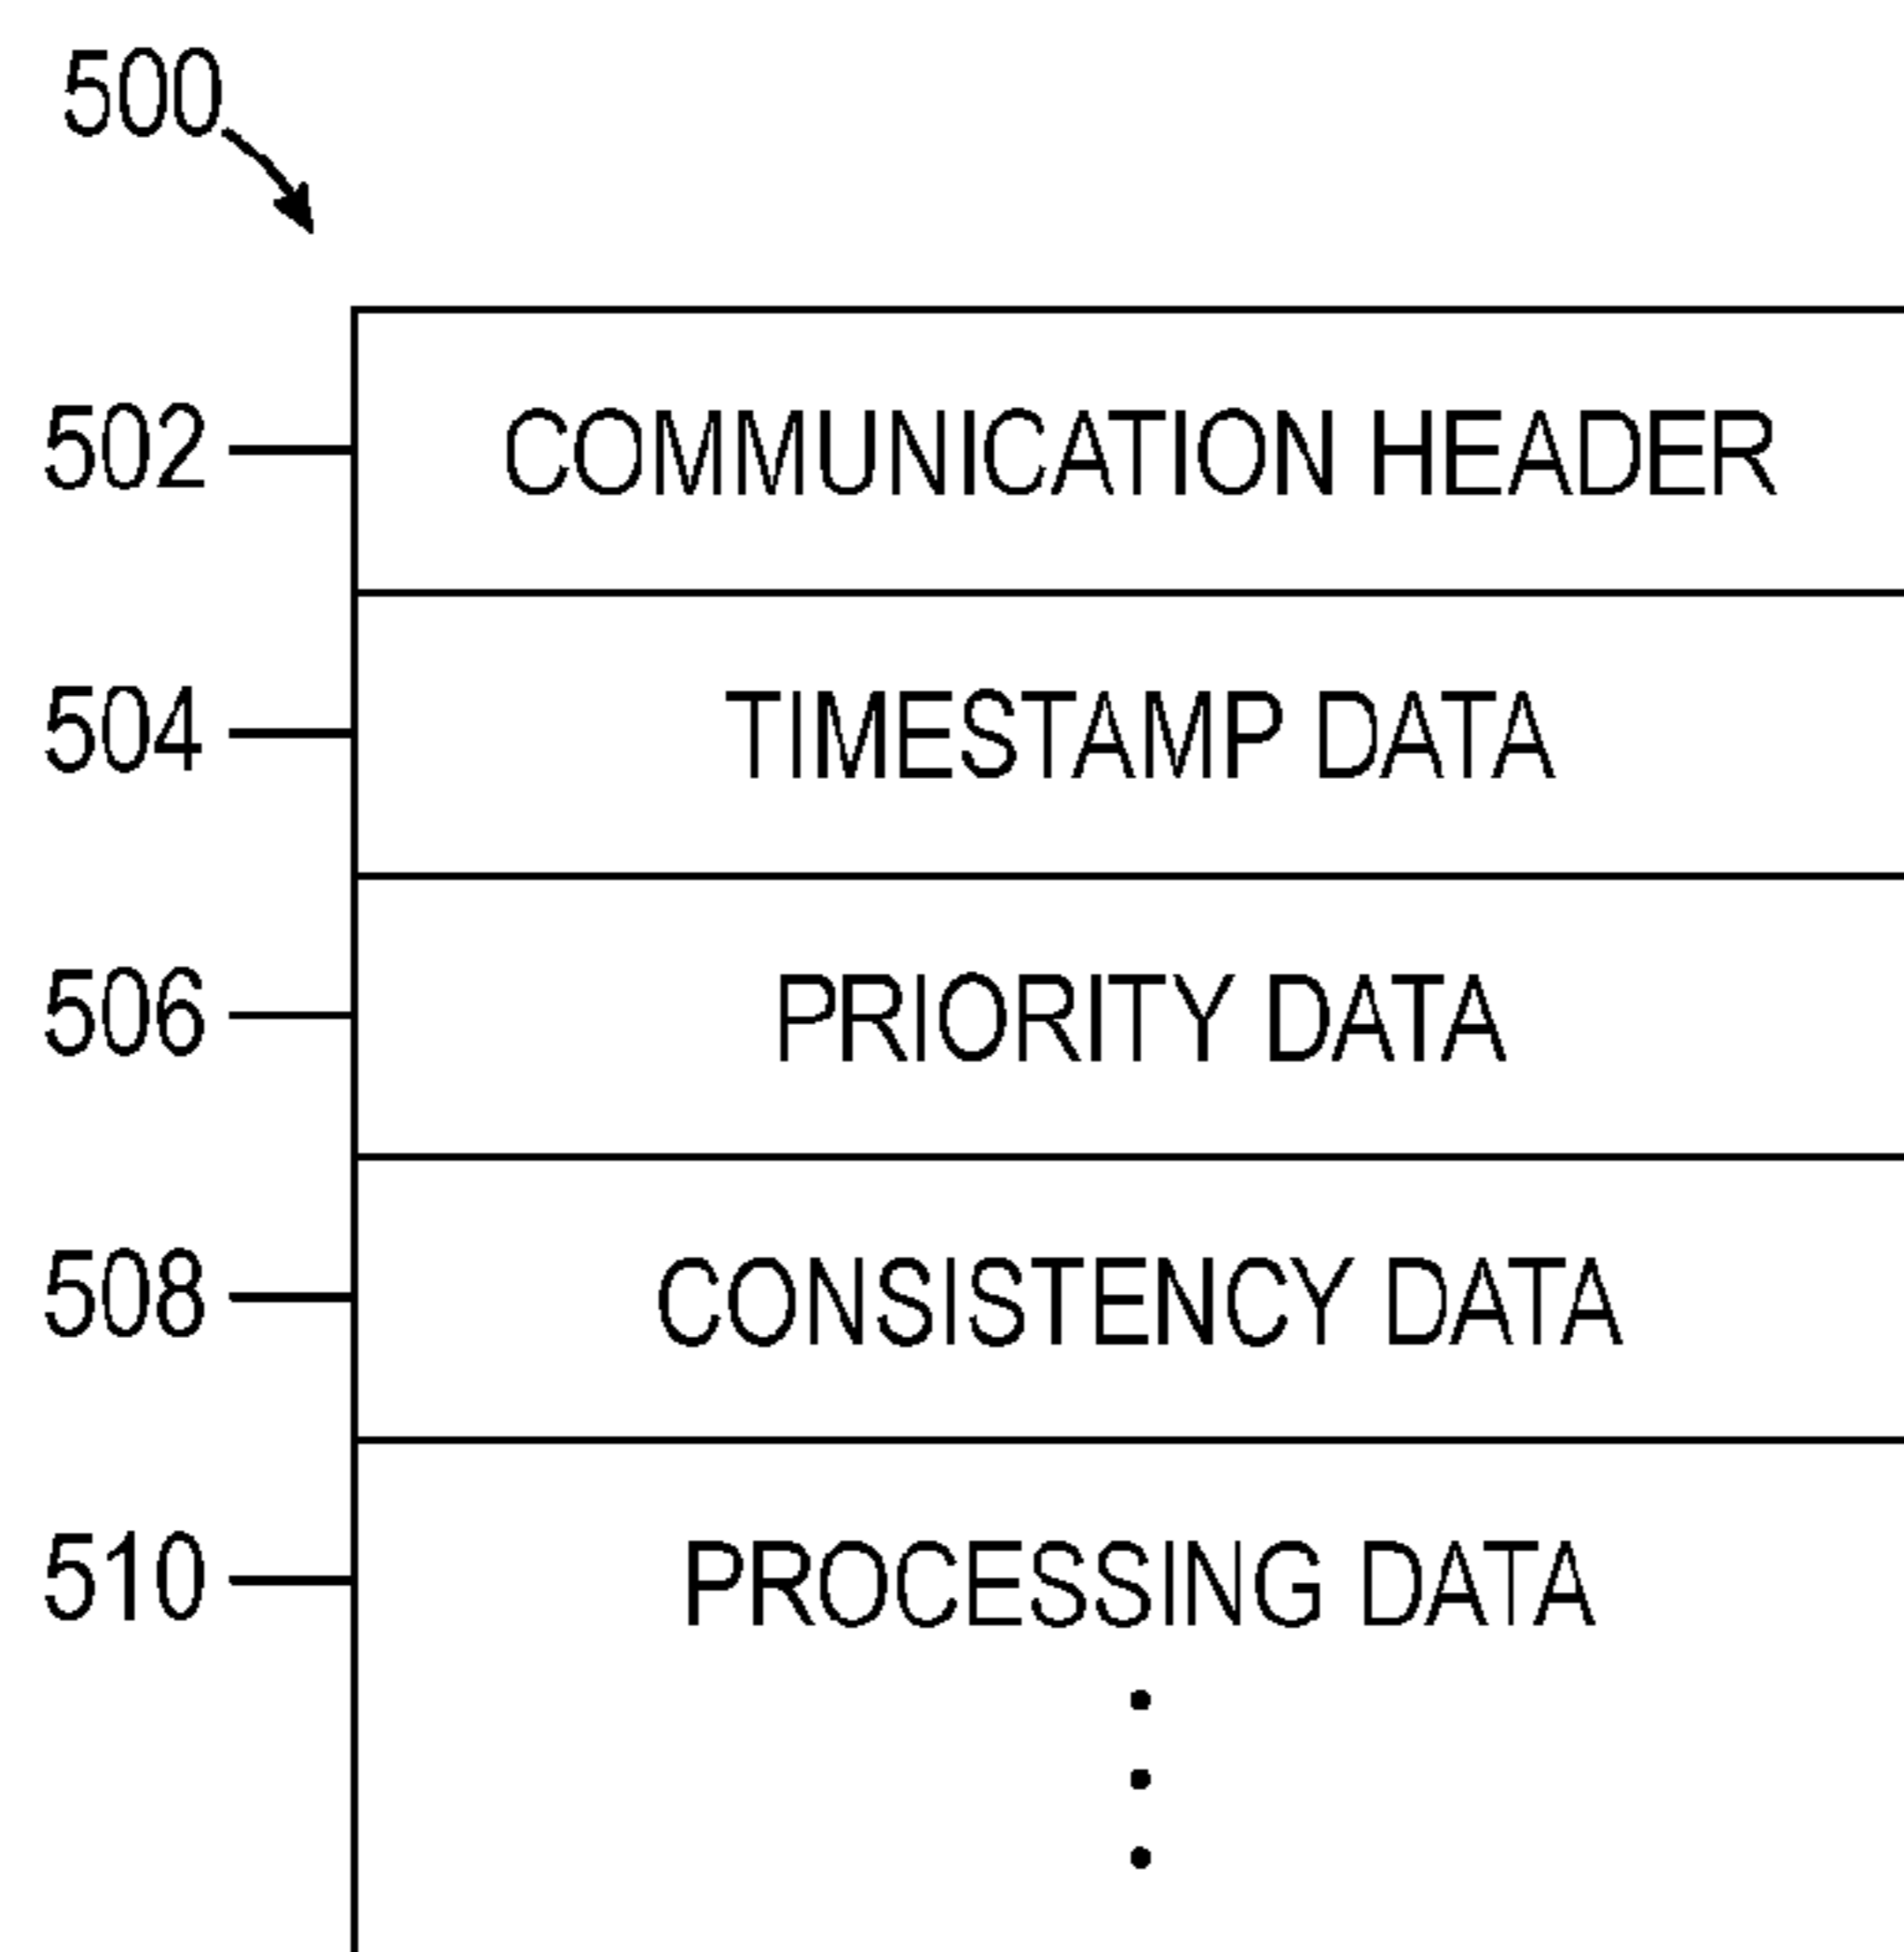 500
502 COMMUNICATION HEADER
504 TIMESTAMP DATA
506 PRIORITY DATA
508 CONSISTENCY DATA
510 PROCESSING DATA